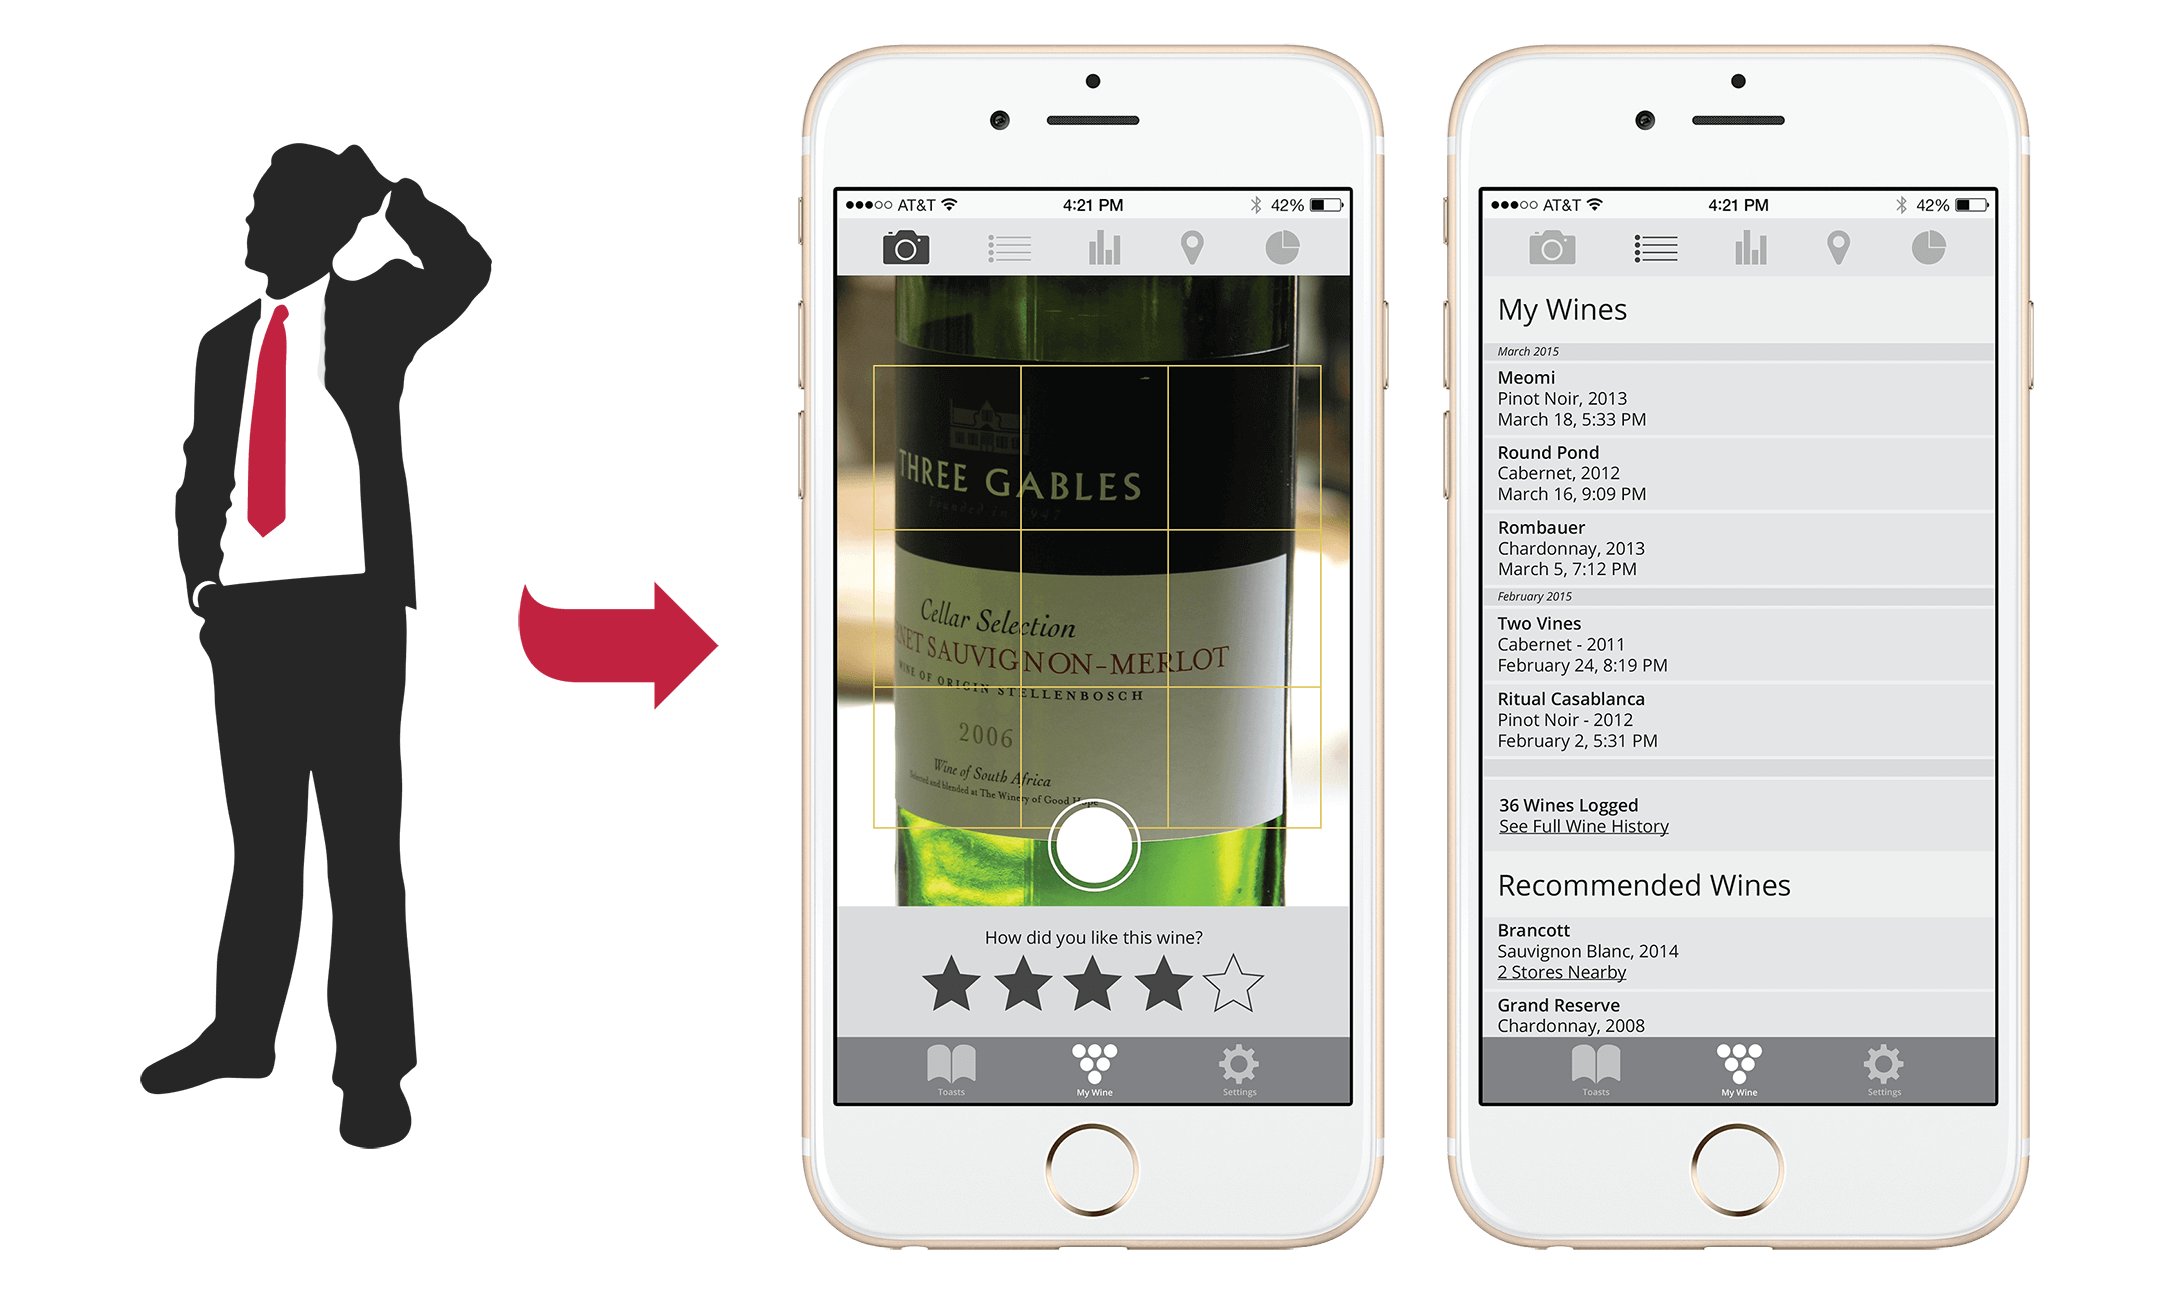 AT&T 4:21 PM 42%
THREE GABLES
Founded in 1947
Cellar Selection
SAUVIGNON-MERLOT
WINE OF ORIGIN STELLENBOSCH
2006
Wine of South Africa
Selected and blended at The Winery of Good Hope
How did you like this wine?
Toasts My Wine Settings
AT&T 4:21 PM 42%
My Wines
March 2015
Meomi
Pinot Noir, 2013
March 18, 5:33 PM
Round Pond
Cabernet, 2012
March 16, 9:09 PM
Rombauer
Chardonnay, 2013
March 5, 7:12 PM
February 2015
Two Vines
Cabernet - 2011
February 24, 8:19 PM
Ritual Casablanca
Pinot Noir - 2012
February 2, 5:31 PM
36 Wines Logged
See Full Wine History
Recommended Wines
Brancott
Sauvignon Blanc, 2014
2 Stores Nearby
Grand Reserve
Chardonnay, 2008
Toasts My Wine Settings